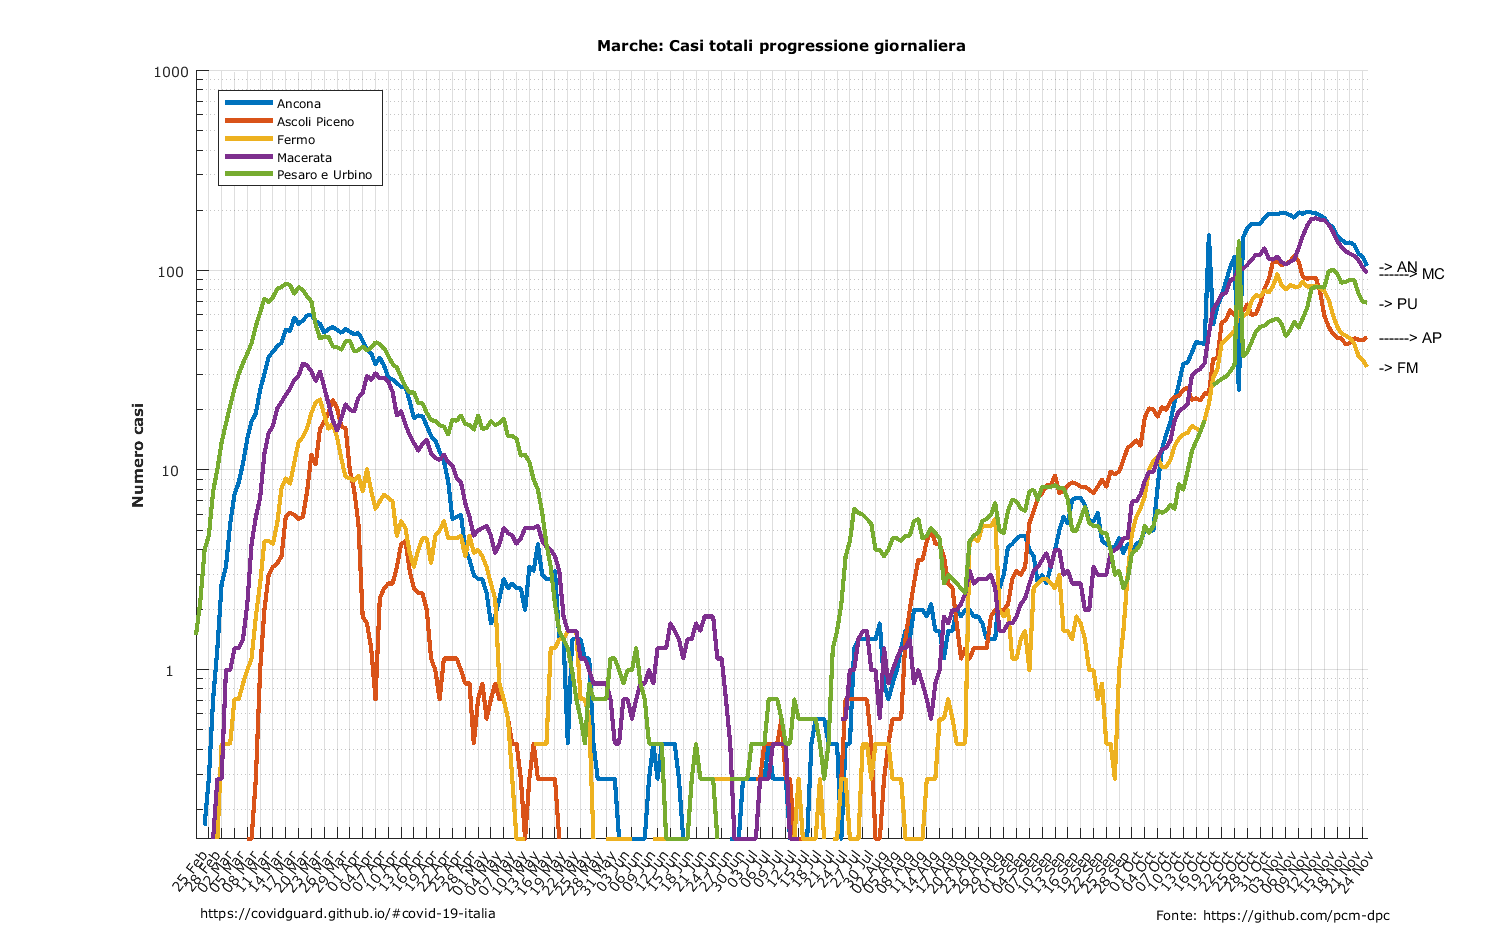 Marche: Casi totali progressione giornaliera
1000
100
10
1
Numero casi
Ancona
Ascoli Piceno
Fermo
Macerata
Pesaro e Urbino
-> AN
------> MC
-> PU
------> AP
-> FM
25 Feb
28 Feb
02 Mar
05 Mar
08 Mar
11 Mar
14 Mar
17 Mar
20 Mar
23 Mar
26 Mar
29 Mar
01 Apr
04 Apr
07 Apr
10 Apr
13 Apr
16 Apr
19 Apr
22 Apr
25 Apr
28 Apr
01 May
04 May
07 May
10 May
13 May
16 May
19 May
22 May
25 May
28 May
31 May
03 Jun
06 Jun
09 Jun
12 Jun
15 Jun
18 Jun
21 Jun
24 Jun
27 Jun
30 Jun
03 Jul
06 Jul
09 Jul
12 Jul
15 Jul
18 Jul
21 Jul
24 Jul
27 Jul
30 Jul
02 Aug
05 Aug
08 Aug
11 Aug
14 Aug
17 Aug
20 Aug
23 Aug
26 Aug
29 Aug
01 Sep
04 Sep
07 Sep
10 Sep
13 Sep
16 Sep
19 Sep
22 Sep
25 Sep
28 Sep
01 Oct
04 Oct
07 Oct
10 Oct
13 Oct
16 Oct
19 Oct
22 Oct
25 Oct
28 Oct
31 Oct
03 Nov
06 Nov
09 Nov
12 Nov
15 Nov
18 Nov
21 Nov
24 Nov
https://covidguard.github.io/#covid-19-italia
Fonte: https://github.com/pcm-dpc